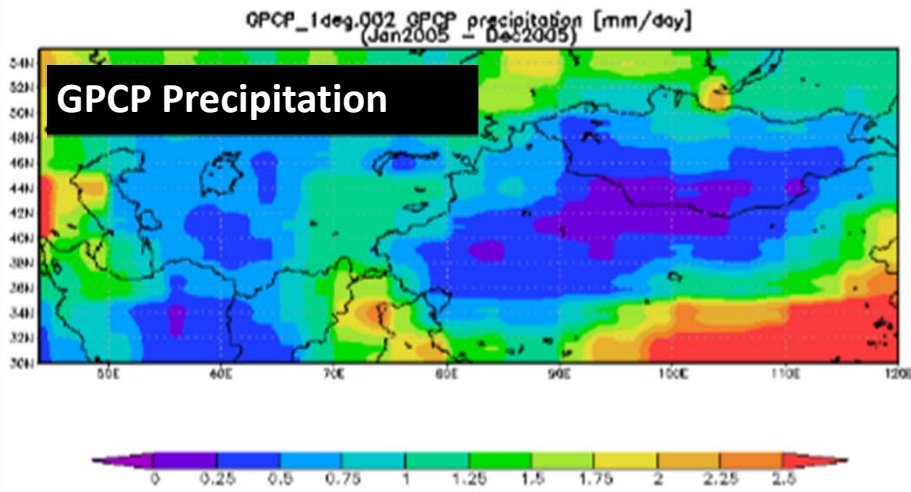 GPCP_1deg.002 GPCP precipitation [mm/day]
(Jan2005 - Dec2005)
GPCP Precipitation
54N
52N
50N
48N
46N
44N
42N
40N
38N
36N
34N
32N
30N
50E 60E 70E 80E 90E 100E 110E 120E
0 0.25 0.5 0.75 1 1.25 1.5 1.75 2 2.25 2.5